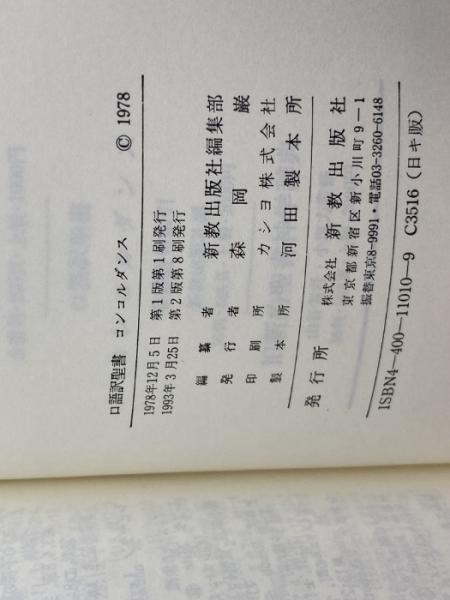 口語訳聖書 コンコルダンス © 1978
1978年12月5日 第1版第1刷発行
1993年3月25日 第2版第8刷発行
編纂者 新教出版社編集部
発行者 森岡巌
印刷所 カシヨ株式会社
製本所 河田製本所
発行所 株式会社 新教出版社
東京都新宿区新小川町9-1
振替東京8-9991・電話03-3260-6148
ISBN4-400-11010-9 C3516 (日キ販)